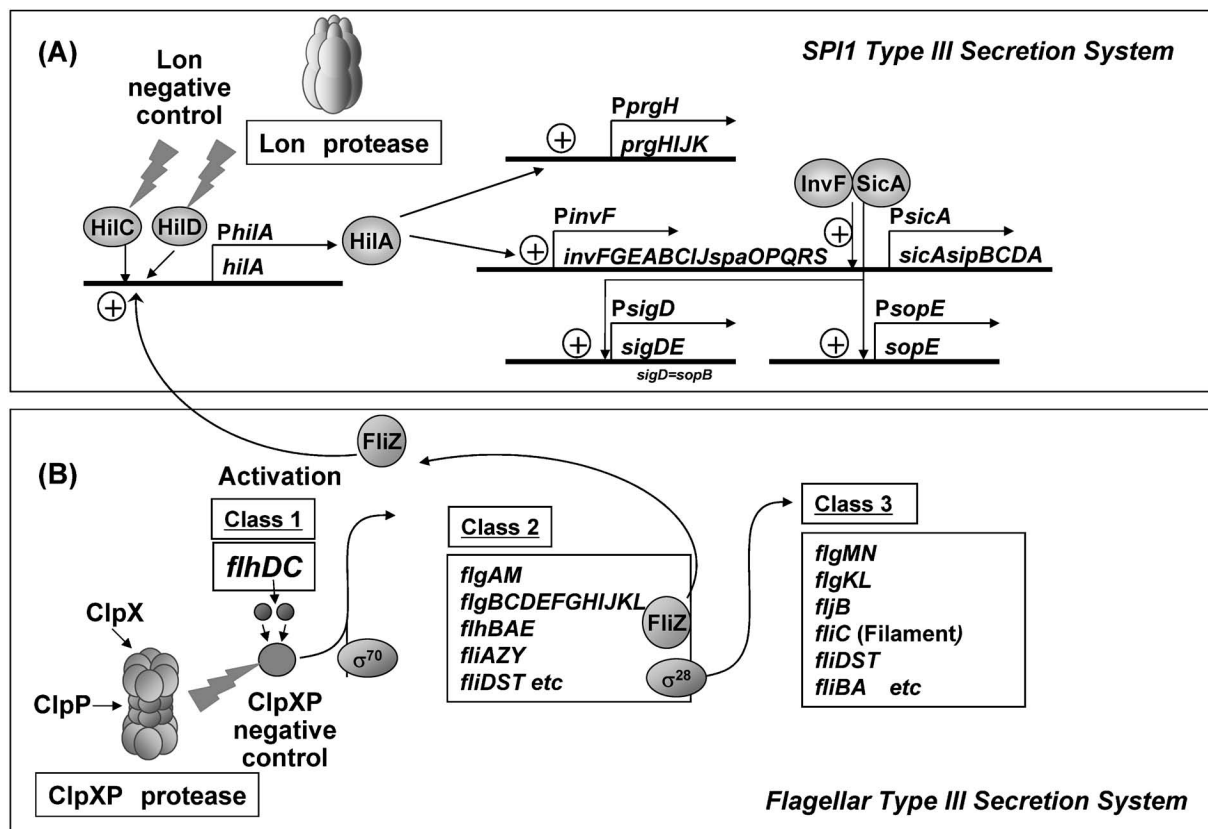 (A)
SPI1 Type III Secretion System
Lon
negative
control
Lon protease
HilC
HilD
PhilA
hilA
+
HilA
PprgH
+
prgHIJK
InvF
SicA
PinvF
+
invFGEABCIJspaOPQRS
+
PsicA
sicAsipBCDA
PsigD
+
sigDE
sigD=sopB
PsopE
+
sopE
(B)
FliZ
Activation
Class 1
flhDC
ClpX
ClpP
σ70
ClpXP
negative
control
ClpXP protease
Class 2
flgAM
flgBCDEFGHIJKL
flhBAE
fliAZY
fliDST etc
FliZ
σ28
Class 3
flgMN
flgKL
fljB
fliC (Filament)
fliDST
fliBA etc
Flagellar Type III Secretion System